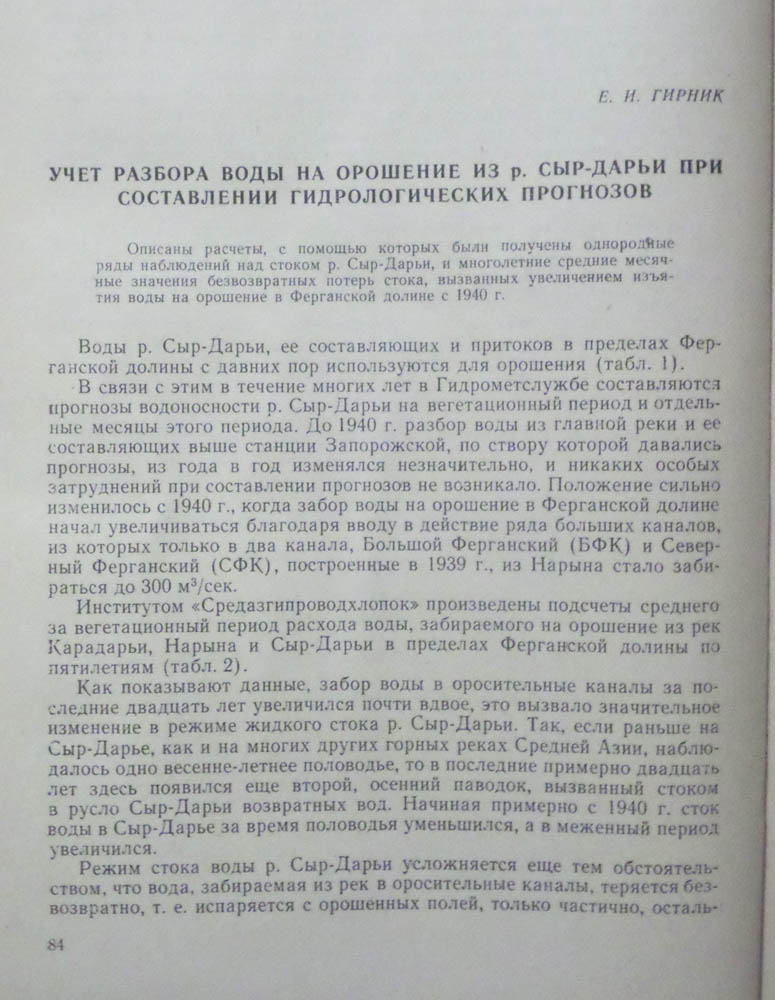 Е. И. ГИРНИК
УЧЕТ РАЗБОРА ВОДЫ НА ОРОШЕНИЕ ИЗ р. СЫР-ДАРЬИ ПРИ
СОСТАВЛЕНИИ ГИДРОЛОГИЧЕСКИХ ПРОГНОЗОВ
Описаны расчеты, с помощью которых были получены однородные
ряды наблюдений над стоком р. Сыр-Дарьи, и многолетние средние месяч-
ные значения безвозвратных потерь стока, вызванных увеличением изъя-
тия воды на орошение в Ферганской долине с 1940 г.
Воды р. Сыр-Дарьи, ее составляющих и притоков в пределах Фер-
ганской долины с давних пор используются для орошения (табл. 1).
В связи с этим в течение многих лет в Гидрометслужбе составляются
прогнозы водоносности р. Сыр-Дарьи на вегетационный период и отдель-
ные месяцы этого периода. До 1940 г. разбор воды из главной реки и ее
составляющих выше станции Запорожской, по створу которой давались
прогнозы, из года в год изменялся незначительно, и никаких особых
затруднений при составлении прогнозов не возникало. Положение сильно
изменилось с 1940 г., когда забор воды на орошение в Ферганской долине
начал увеличиваться благодаря вводу в действие ряда больших каналов,
из которых только в два канала, Большой Ферганский (БФК) и Север-
ный Ферганский (СФК), построенные в 1939 г., из Нарына стало заби-
раться до 300 м³/сек.
Институтом «Средазгипроводхлопок» произведены подсчеты среднего
за вегетационный период расхода воды, забираемого на орошение из рек
Карадарьи, Нарына и Сыр-Дарьи в пределах Ферганской долины по
пятилетиям (табл. 2).
Как показывают данные, забор воды в оросительные каналы за по-
следние двадцать лет увеличился почти вдвое, это вызвало значительное
изменение в режиме жидкого стока р. Сыр-Дарьи. Так, если раньше на
Сыр-Дарье, как и на многих других горных реках Средней Азии, наблю-
далось одно весенне-летнее половодье, то в последние примерно двадцать
лет здесь появился еще второй, осенний паводок, вызванный стоком
в русло Сыр-Дарьи возвратных вод. Начиная примерно с 1940 г. сток
воды в Сыр-Дарье за время половодья уменьшился, а в меженный период
увеличился.
Режим стока воды р. Сыр-Дарьи усложняется еще тем обстоятель-
ством, что вода, забираемая из рек в оросительные каналы, теряется без-
возвратно, т. е. испаряется с орошенных полей, только частично, осталь-
84